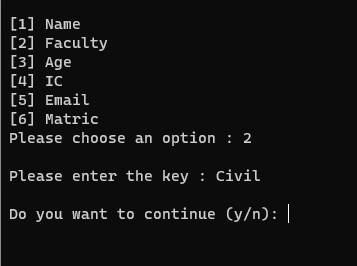 [1] Name
[2] Faculty
[3] Age
[4] IC
[5] Email
[6] Matric
Please choose an option : 2
Please enter the key : Civil
Do you want to continue (y/n):